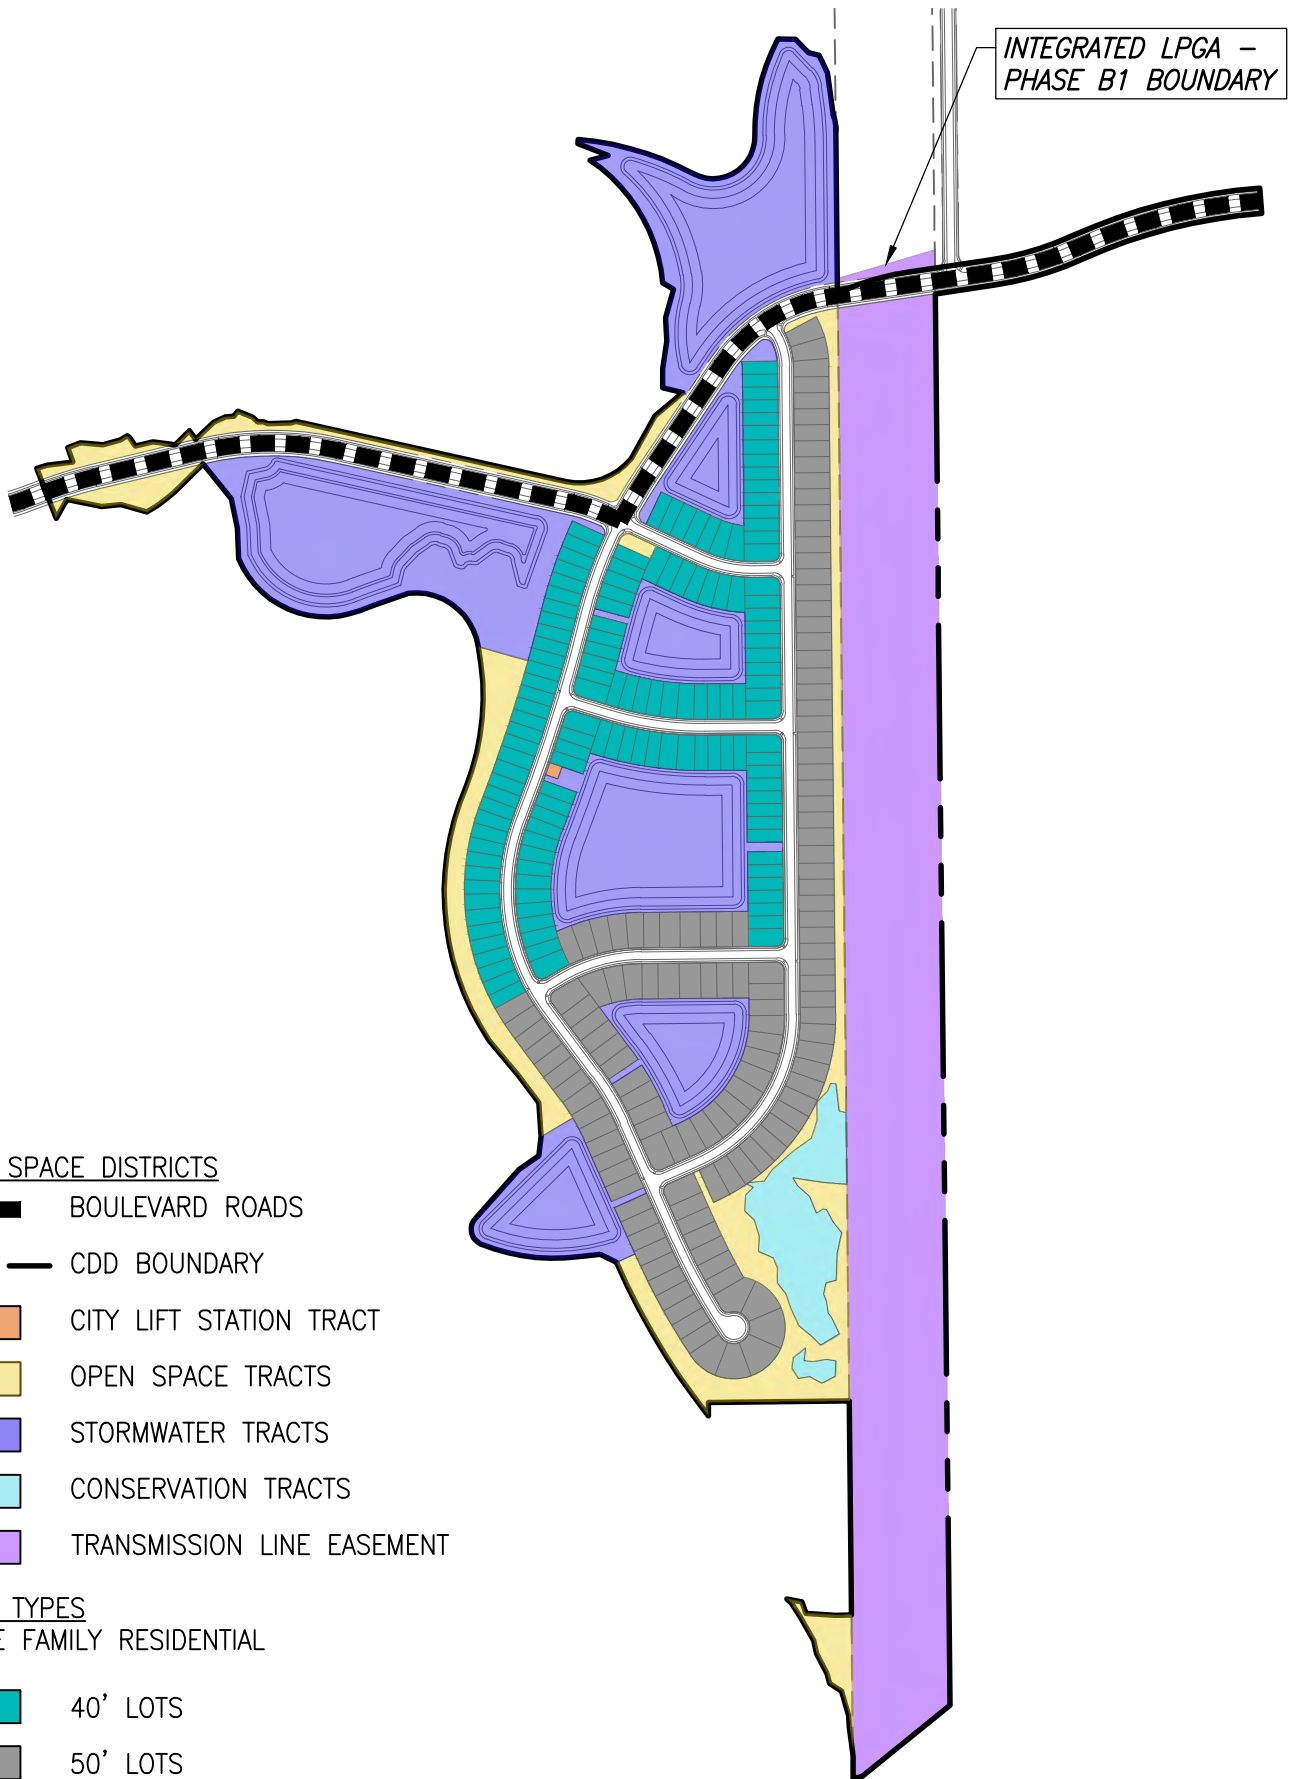 INTEGRATED LPGA –
PHASE B1 BOUNDARY
SPACE DISTRICTS
BOULEVARD ROADS
CDD BOUNDARY
CITY LIFT STATION TRACT
OPEN SPACE TRACTS
STORMWATER TRACTS
CONSERVATION TRACTS
TRANSMISSION LINE EASEMENT
TYPES
E FAMILY RESIDENTIAL
40' LOTS
50' LOTS